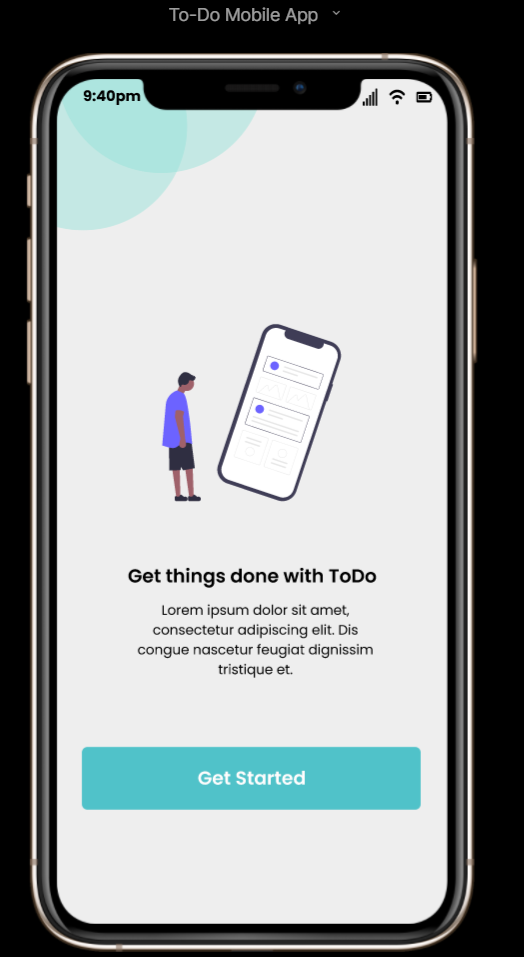 To-Do Mobile App
9:40pm
Get things done with ToDo
Lorem ipsum dolor sit amet,
consectetur adipiscing elit. Dis
congue nascetur feugiat dignissim
tristique et.
Get Started